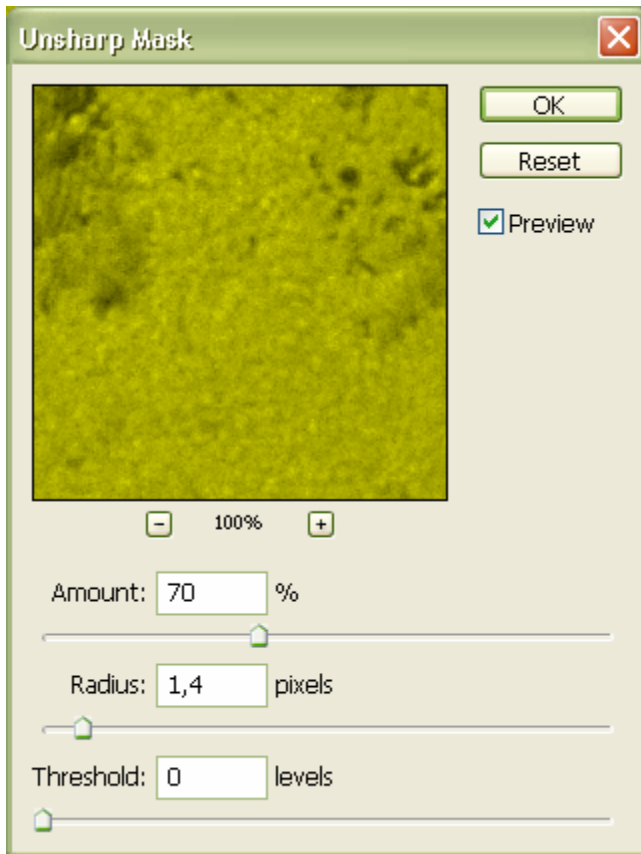 Unsharp Mask
OK
Reset
Preview
- 100% +
Amount: 70 %
Radius: 1,4 pixels
Threshold: 0 levels